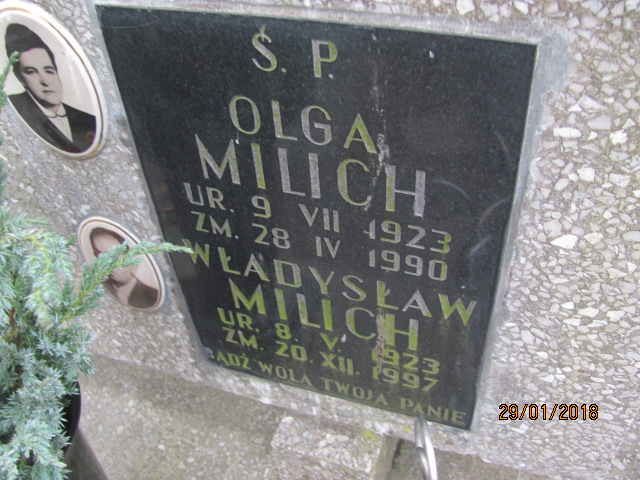 Ś. P.
OLGA
MILICH
UR. 9 VII 1923
ZM. 28 IV 1990
WŁADYSŁAW
MILICH
UR. 8. V. 1923
ZM. 20. XII. 1997
BĄDŹ WOLA TWOJA PANIE
29/01/2018